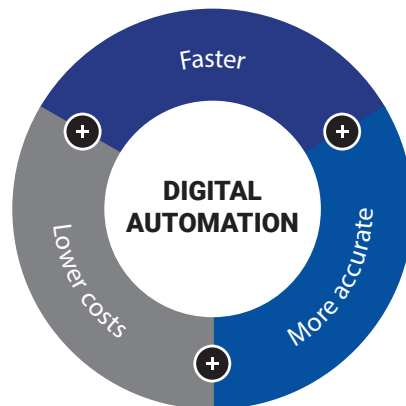 Faster
DIGITAL
AUTOMATION
Lower costs
More accurate